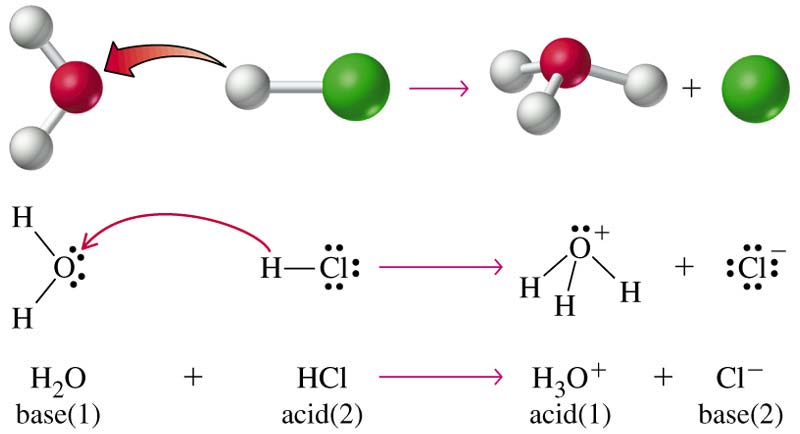 +
H
O
H
H—Cl
O+
H
H
H
+
Cl−
H₂O + HCl → H₃O⁺ + Cl⁻
base(1) acid(2) acid(1) base(2)